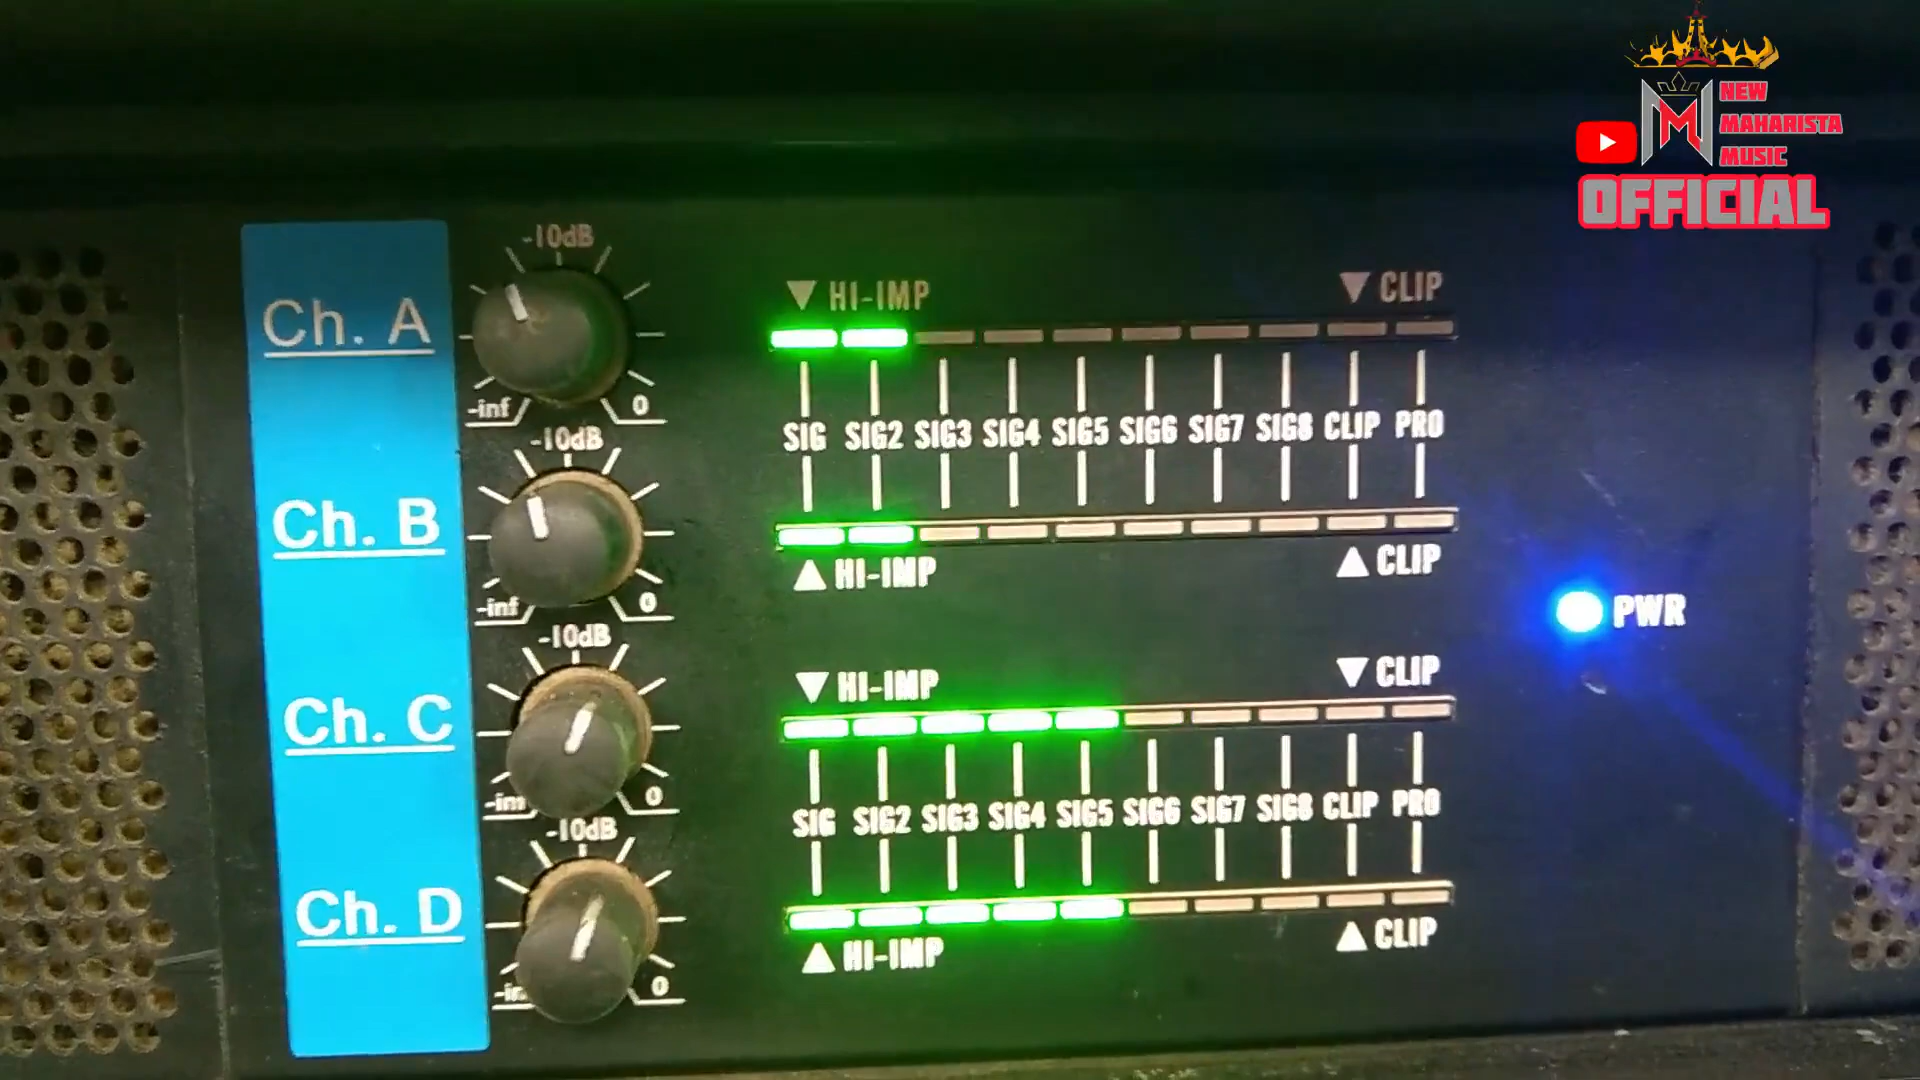 NEW
MAHARISTA
MUSIC
OFFICIAL
Ch. A
-10dB
-inf
0
HI-IMP
CLIP
SIG SIG2 SIG3 SIG4 SIG5 SIG6 SIG7 SIG8 CLIP PRO
Ch. B
-10dB
-inf
0
HI-IMP
CLIP
PWR
Ch. C
-10dB
0
HI-IMP
CLIP
SIG SIG2 SIG3 SIG4 SIG5 SIG6 SIG7 SIG8 CLIP PRO
Ch. D
-10dB
0
HI-IMP
CLIP